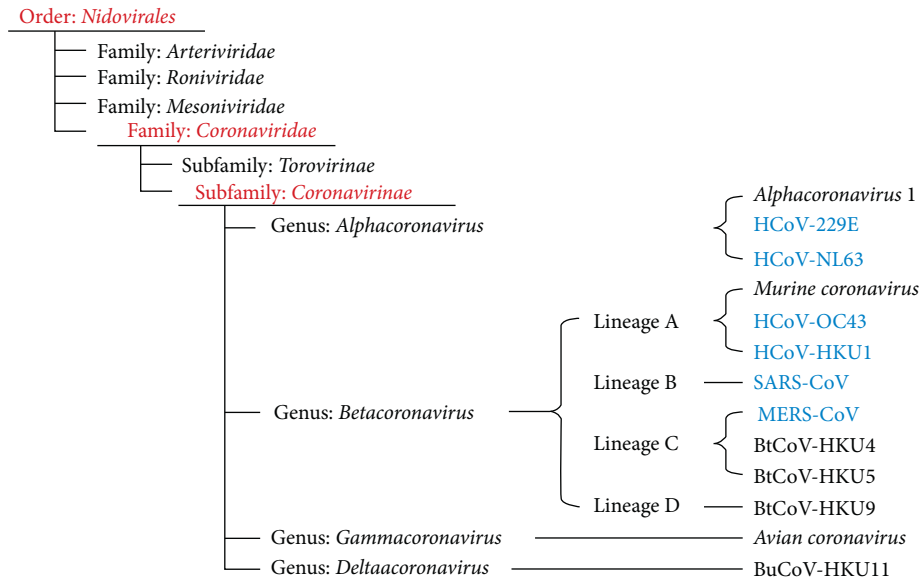 Order: Nidovirales
Family: Arteriviridae
Family: Roniviridae
Family: Mesoniviridae
Family: Coronaviridae
Subfamily: Torovirinae
Subfamily: Coronavirinae
Genus: Alphacoronavirus
Alphacoronavirus 1
HCoV-229E
HCoV-NL63
Genus: Betacoronavirus
Lineage A
Murine coronavirus
HCoV-OC43
HCoV-HKU1
Lineage B
SARS-CoV
Lineage C
MERS-CoV
BtCoV-HKU4
BtCoV-HKU5
Lineage D
BtCoV-HKU9
Genus: Gammacoronavirus
Avian coronavirus
Genus: Deltaacoronavirus
BuCoV-HKU11